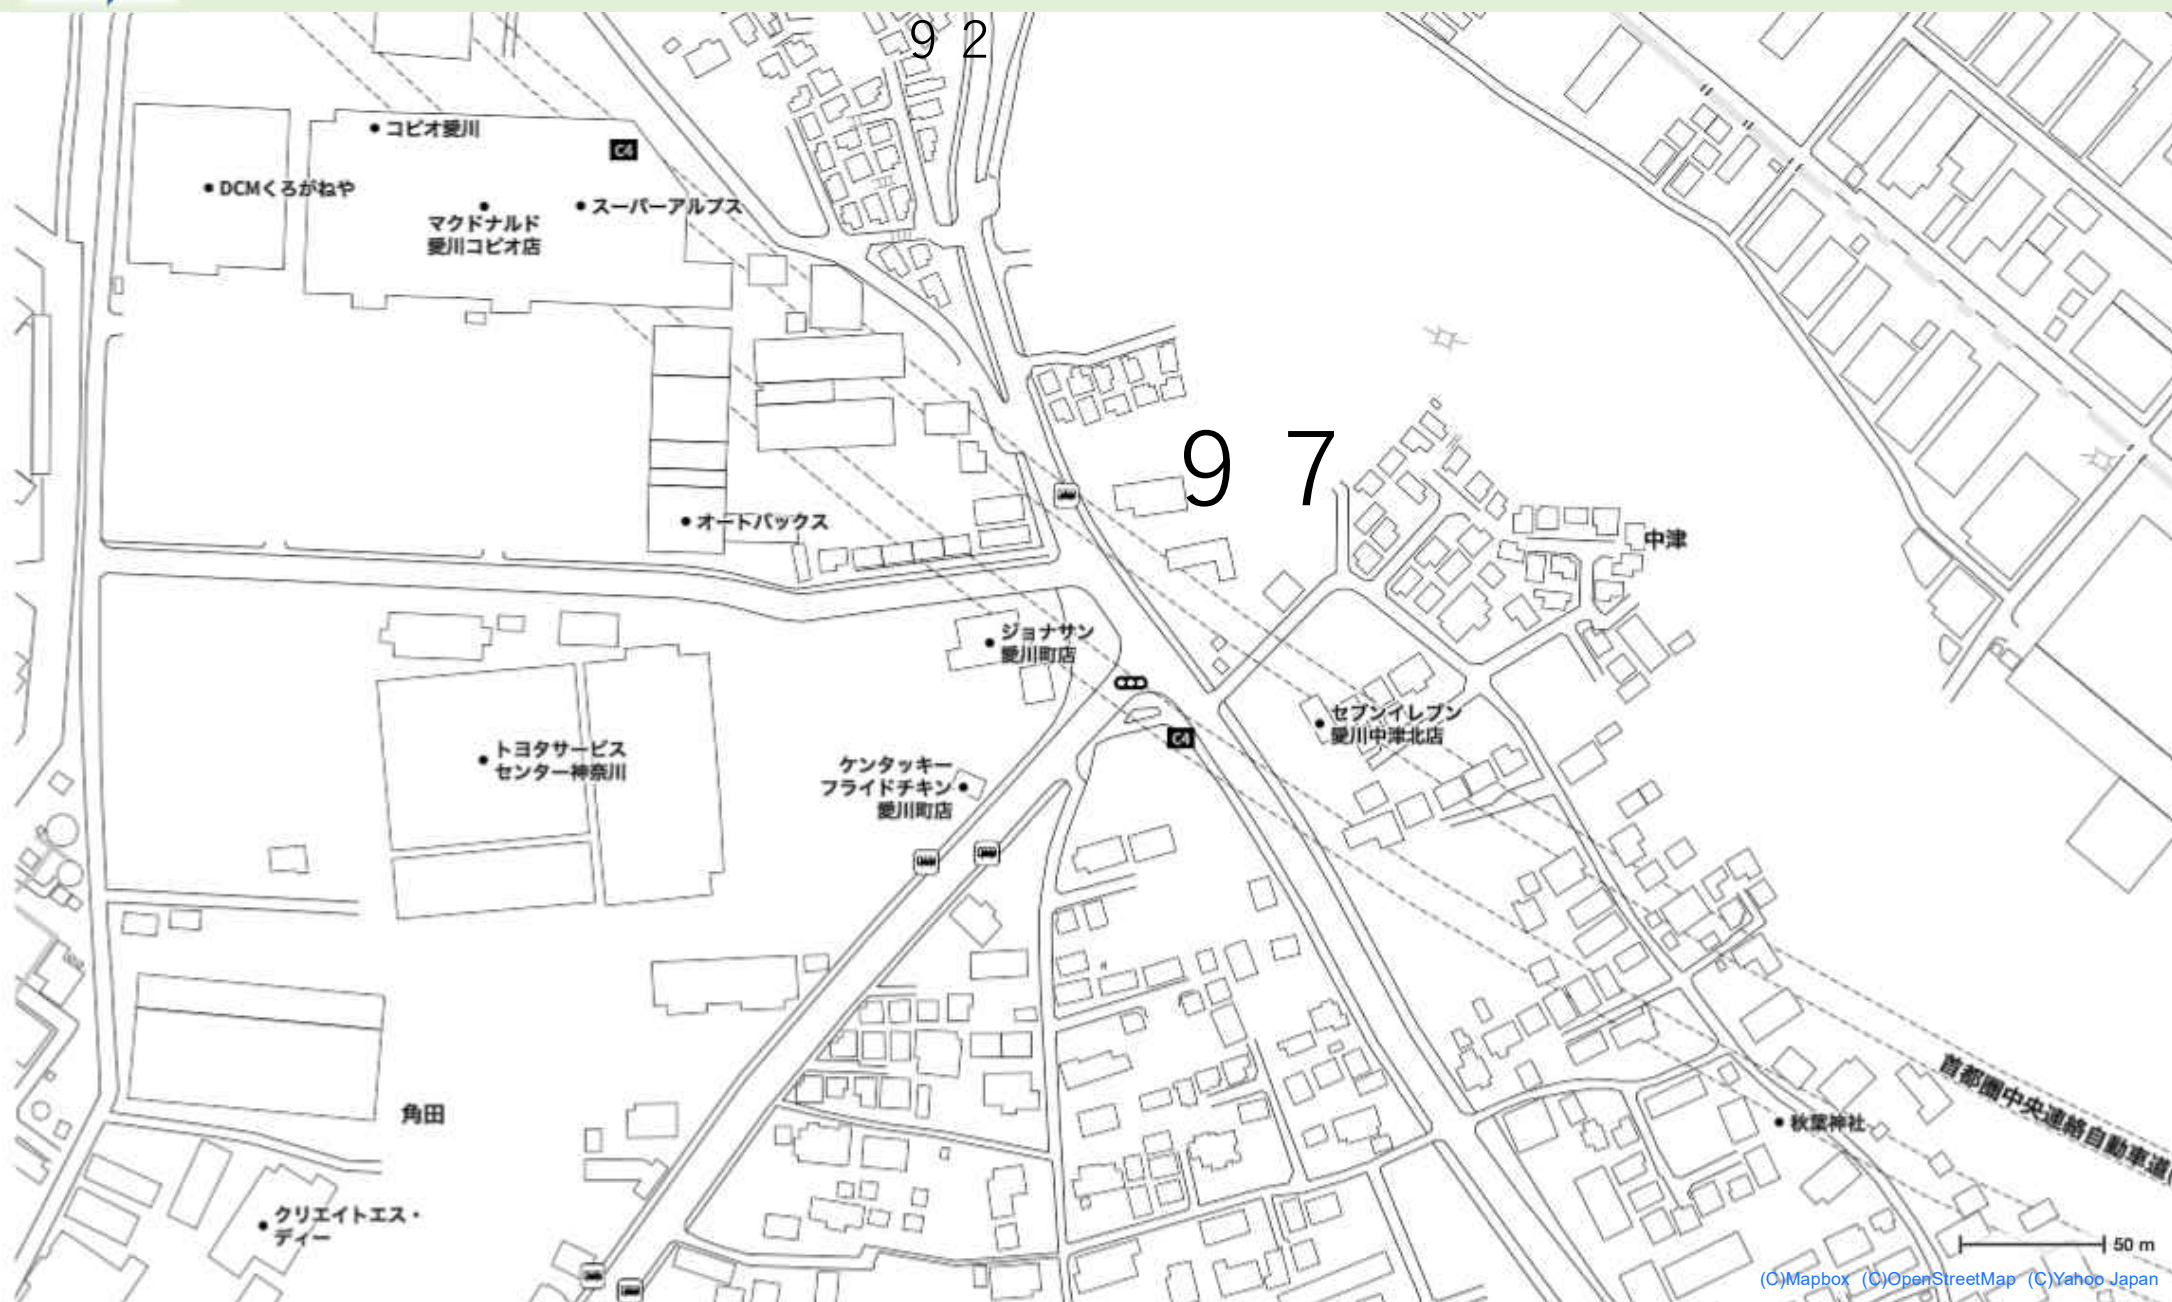 9 2
コピオ愛川
C4
DCMくろがねや
スーパーアルプス
マクドナルド
愛川コピオ店
9 7
オートバックス
中津
ジョナサン
愛川町店
セブンイレブン
愛川中津北店
C4
トヨタサービス
センター神奈川
ケンタッキー
フライドチキン
愛川町店
首都圏中央連絡自動車道
角田
秋葉神社
クリエイトエス・
ディー
50 m
(C)Mapbox (C)OpenStreetMap (C)Yahoo Japan